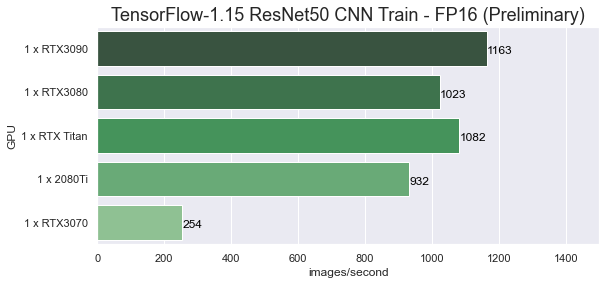 TensorFlow-1.15 ResNet50 CNN Train - FP16 (Preliminary)
1 x RTX3090
1163
1 x RTX3080
1023
1 x RTX Titan
1082
1 x 2080Ti
932
1 x RTX3070
254
GPU
0 200 400 600 800 1000 1200 1400
images/second